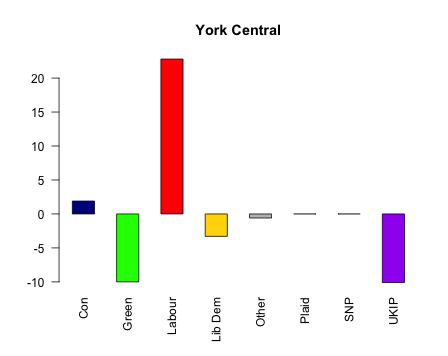 York Central
20
15
10
5
0
-5
-10
Con
Green
Labour
Lib Dem
Other
Plaid
SNP
UKIP